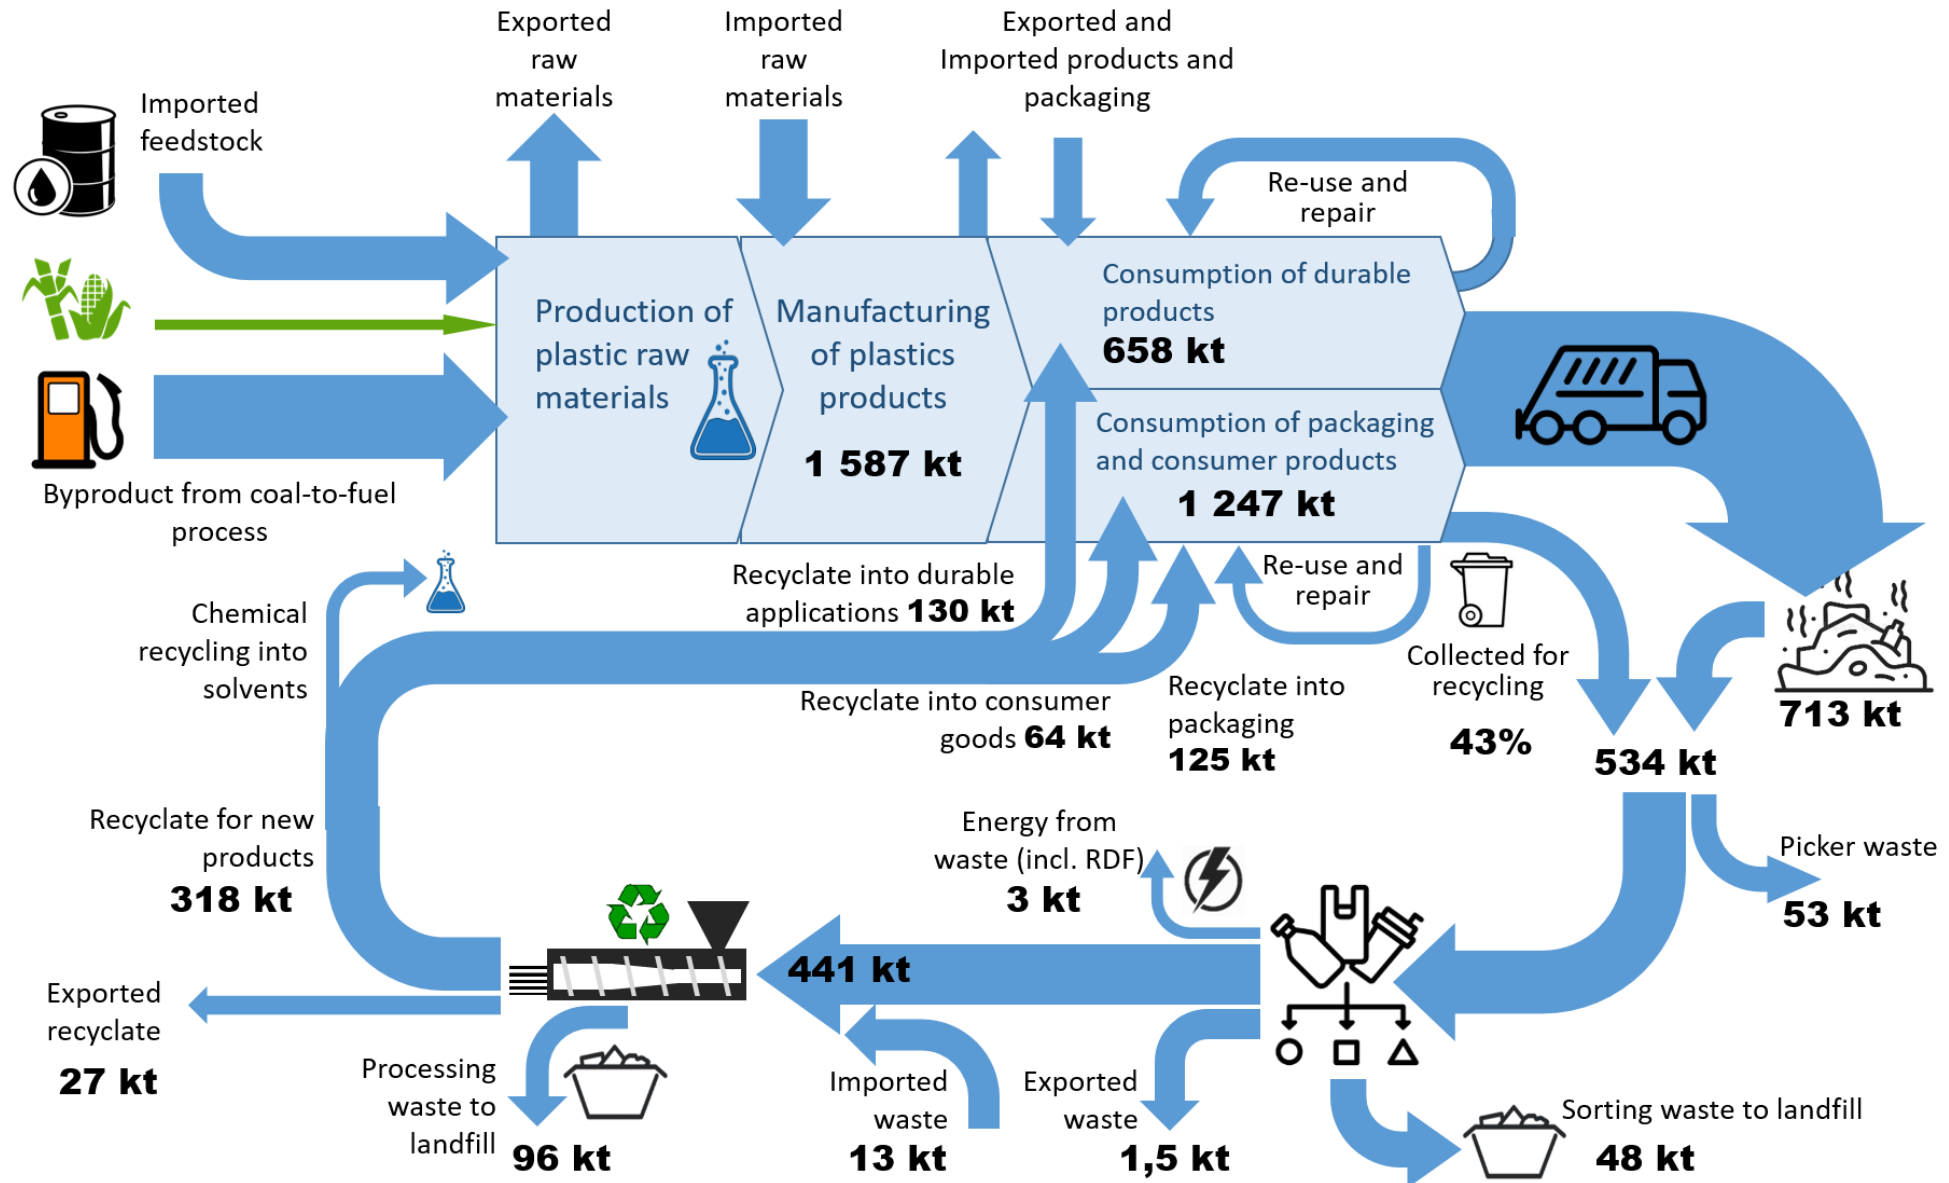 Exported
raw
materials
Imported
raw
materials
Exported and
Imported products and
packaging
Imported
feedstock
Re-use and
repair
Production of
plastic raw
materials
Manufacturing
of plastics
products
1 587 kt
Consumption of durable
products
658 kt
Consumption of packaging
and consumer products
1 247 kt
Byproduct from coal-to-fuel
process
Chemical
recycling into
solvents
Recyclate into durable
applications 130 kt
Re-use and
repair
Collected for
recycling
43%
Recyclate into consumer
goods 64 kt
Recyclate into
packaging
125 kt
713 kt
534 kt
Recyclate for new
products
318 kt
Energy from
waste (incl. RDF)
3 kt
Picker waste
53 kt
441 kt
Exported
recyclate
27 kt
Processing
waste to
landfill
96 kt
Imported
waste
13 kt
Exported
waste
1,5 kt
Sorting waste to landfill
48 kt